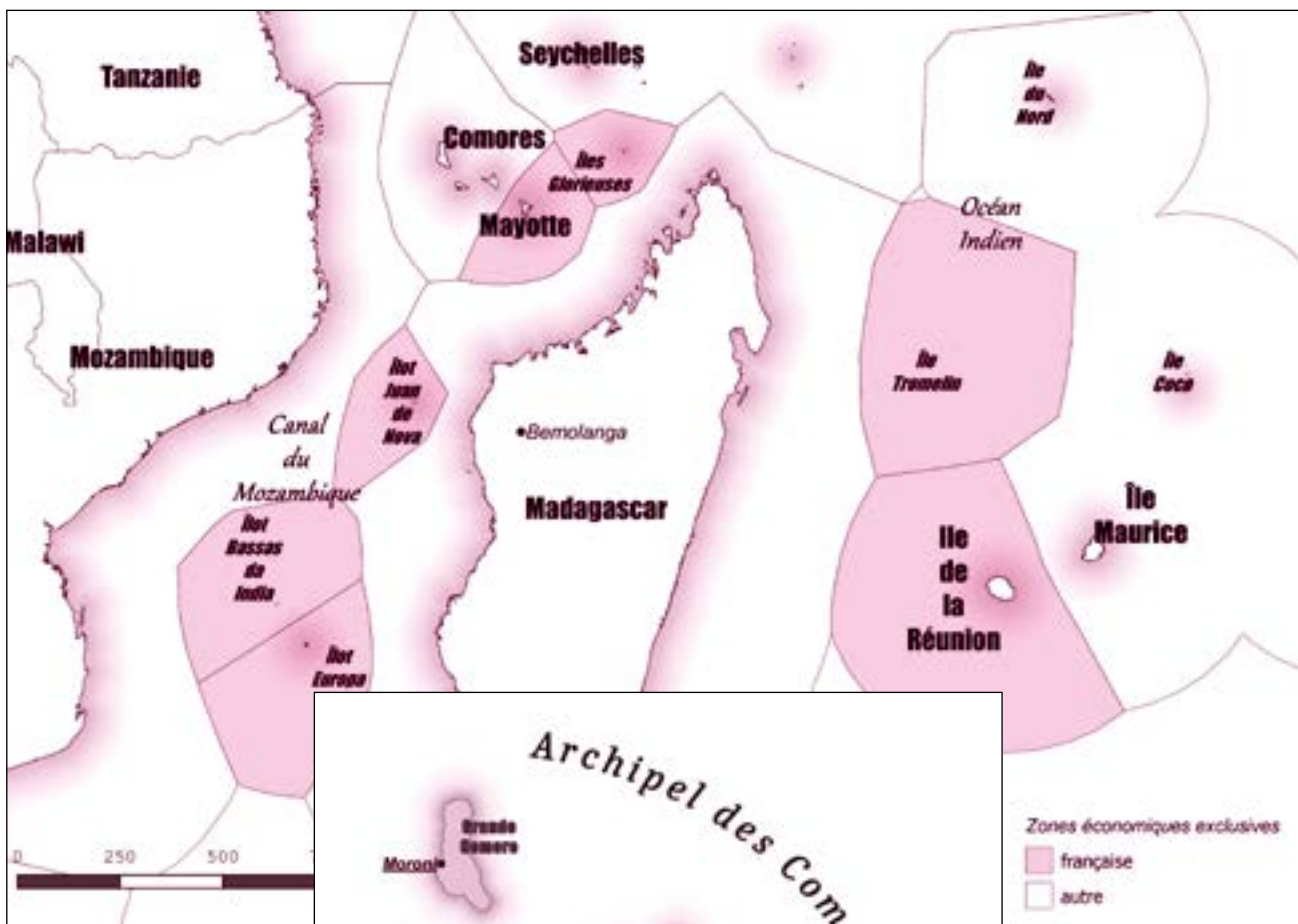 Tanzanie
Seychelles
Île
du
Nord
Comores
Îles
Glorieuses
Mayotte
Océan
Indien
Malawi
Mozambique
Îlot
Juan
de
Nova
Île
Tromelin
Île
Coco
Canal
du
Mozambique
Bemolanga
Madagascar
Île
Maurice
Îlot
Bassas
da
India
Ile
de
la
Réunion
Îlot
Europa
Archipel des Com
Grande
Comore
Moroni
Zones économiques exclusives
française
autre
0 250 500